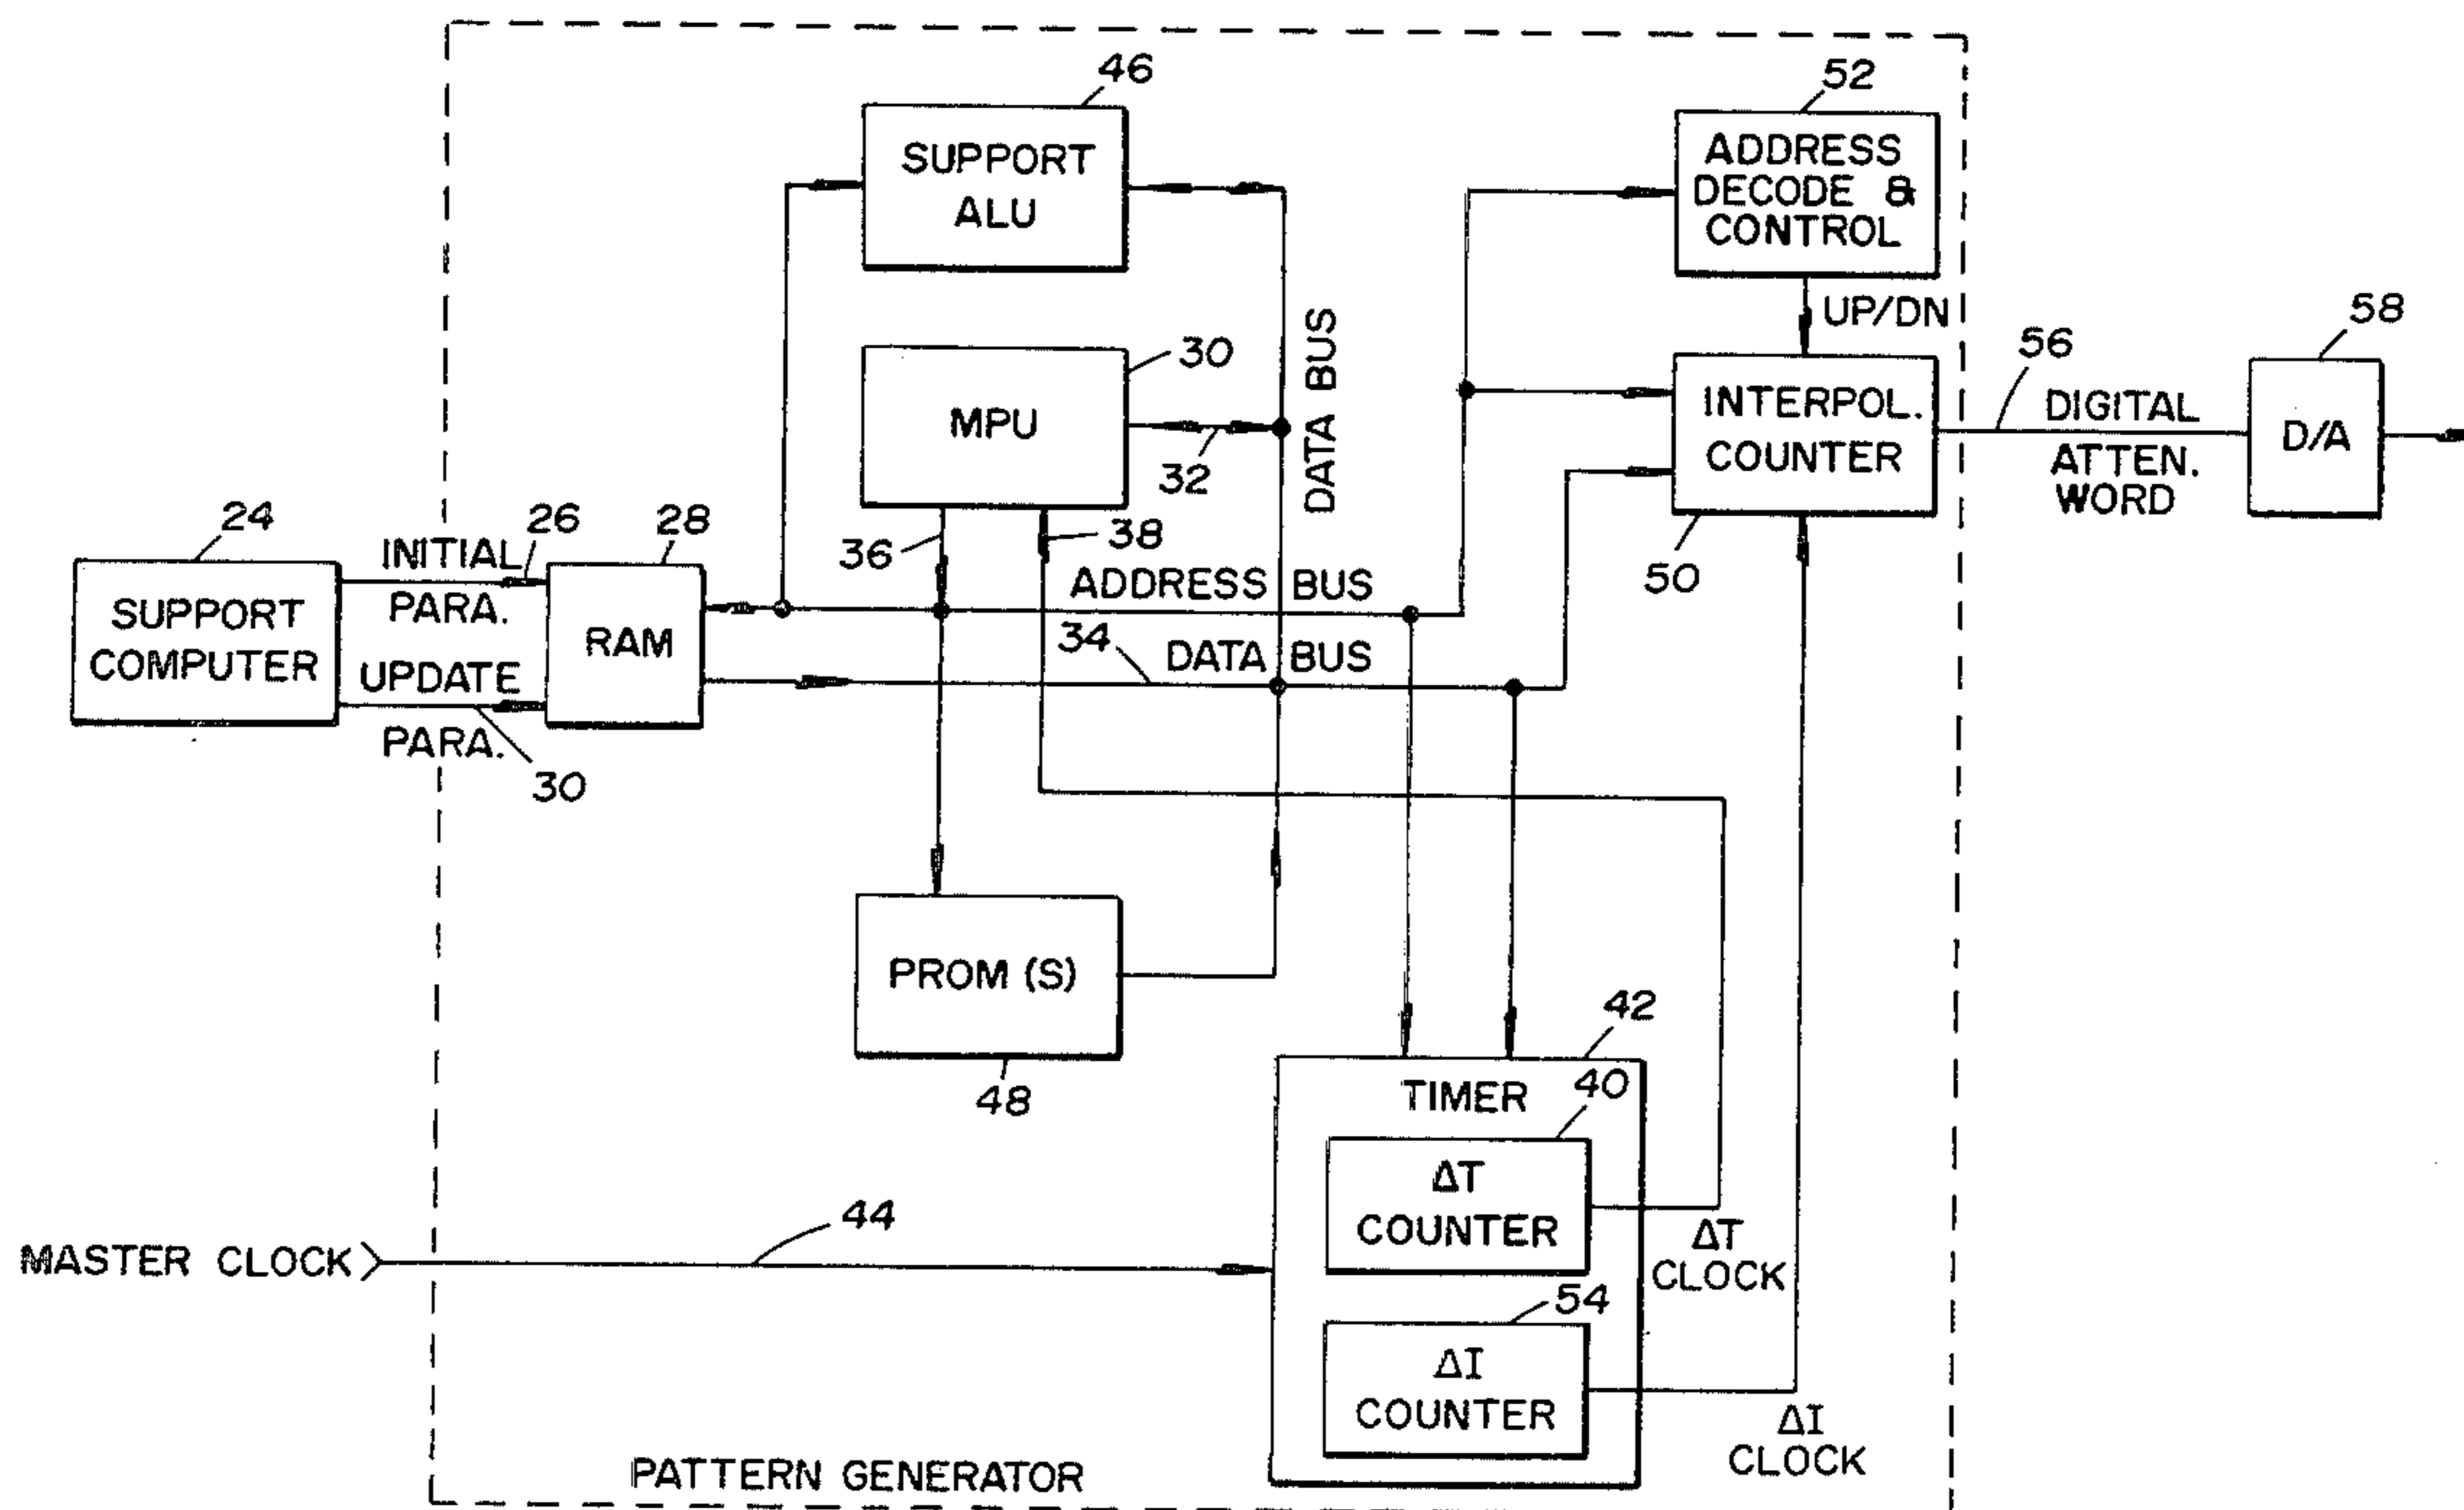 46
SUPPORT
ALU
52
ADDRESS
DECODE &
CONTROL
UP/DN
30
MPU
32
DATA BUS
INTERPOL.
COUNTER
50
56
DIGITAL
ATTEN.
WORD
58
D/A
24
SUPPORT
COMPUTER
INITIAL
PARA.
26
28
RAM
UPDATE
PARA.
30
36
38
ADDRESS BUS
34
DATA BUS
PROM (S)
48
42
TIMER
40
ΔT
COUNTER
ΔT
CLOCK
54
ΔI
COUNTER
ΔI
CLOCK
MASTER CLOCK
44
PATTERN GENERATOR